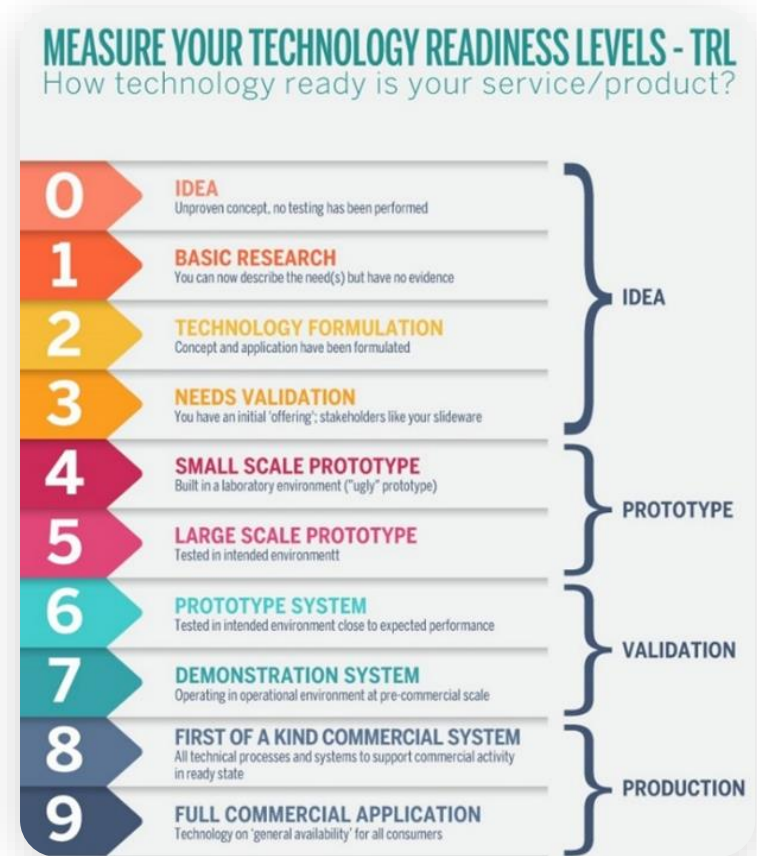 MEASURE YOUR TECHNOLOGY READINESS LEVELS - TRL
How technology ready is your service/product?
0
IDEA
Unproven concept, no testing has been performed
1
BASIC RESEARCH
You can now describe the need(s) but have no evidence
2
TECHNOLOGY FORMULATION
Concept and application have been formulated
3
NEEDS VALIDATION
You have an initial 'offering'; stakeholders like your slideware
IDEA
4
SMALL SCALE PROTOTYPE
Built in a laboratory environment ("ugly" prototype)
5
LARGE SCALE PROTOTYPE
Tested in intended environmentt
PROTOTYPE
6
PROTOTYPE SYSTEM
Tested in intended environment close to expected performance
7
DEMONSTRATION SYSTEM
Operating in operational environment at pre-commercial scale
VALIDATION
8
FIRST OF A KIND COMMERCIAL SYSTEM
All technical processes and systems to support commercial activity
in ready state
9
FULL COMMERCIAL APPLICATION
Technology on 'general availability' for all consumers
PRODUCTION